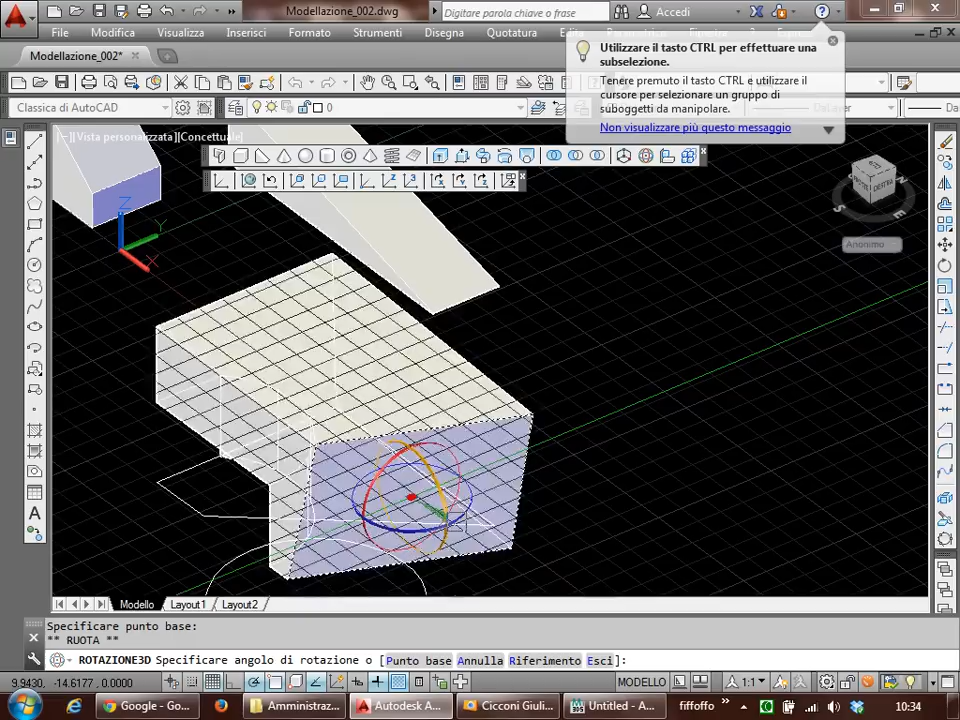 Modellazione_002.dwg
Digitare parola chiave o frase
Accedi
File Modifica Visualizza Inserisci Formato Strumenti Disegna Quotatura
Modellazione_002*
Utilizzare il tasto CTRL per effettuare una
subselezione.
Tenere premuto il tasto CTRL e utilizzare il
cursore per selezionare un gruppo di
suboggetti da manipolare.
Non visualizzare più questo messaggio
Classica di AutoCAD
0
[−][Vista personalizzata][Concettuale]
Z
Y
X
N
E
Anonimo
A
Modello Layout1 Layout2
Specificare punto base:
** RUOTA **
ROTAZIONE3D Specificare angolo di rotazione o [Punto base Annulla Riferimento Esci]:
9.9430, -14.6177, 0.0000
MODELLO
1:1
Google - Go...
Amministraz...
Autodesk A...
Cicconi Giuli...
Untitled - A...
fiffoffo
10:34